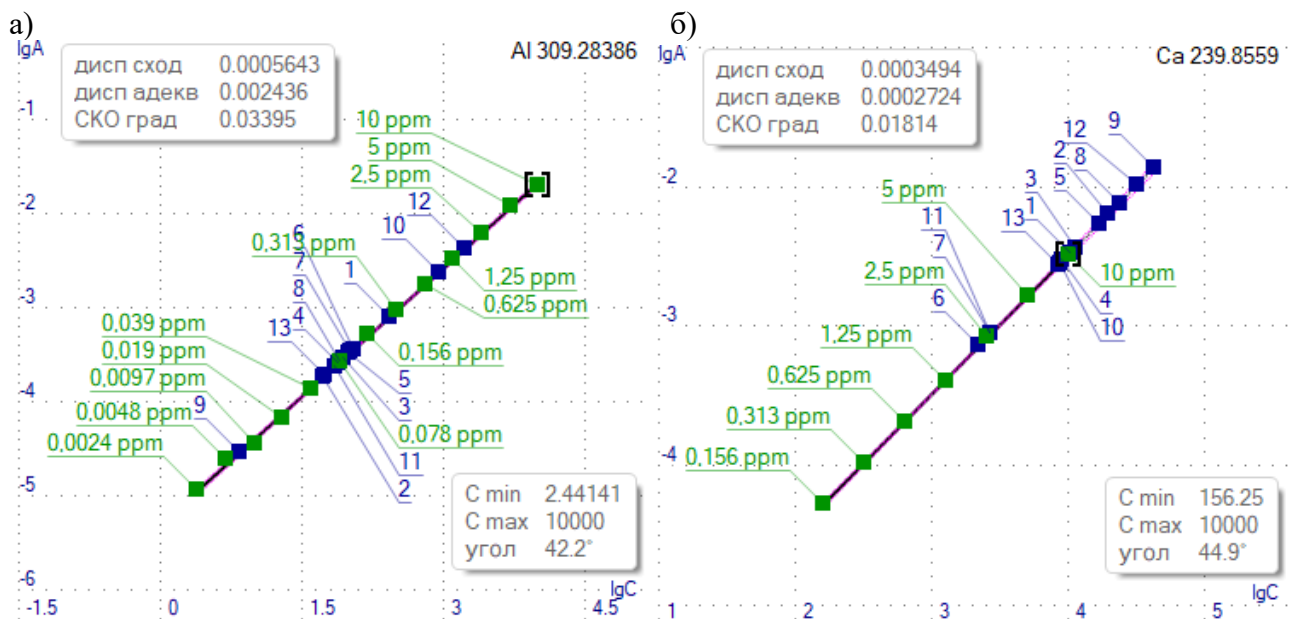 а)
lgA
Al 309.28386
дисп сход 0.0005643
дисп адекв 0.002436
СКО град 0.03395
-1
10 ppm
5 ppm
2,5 ppm
-2
12
10
6
0,313 ppm
7
1
1,25 ppm
-3
8
0,625 ppm
4
0,039 ppm
13
0,019 ppm
0,156 ppm
0,0097 ppm
5
-4
9
3
0,0048 ppm
0,078 ppm
0,0024 ppm
11
2
-5
C min 2.44141
C max 10000
угол 42.2°
-6
lgC
-1.5 0 1.5 3 4.5
б)
lgA
Ca 239.8559
дисп сход 0.0003494
дисп адекв 0.0002724
СКО град 0.01814
9
12
2
8
-2
3
5
5 ppm
1
11
13
7
10 ppm
2,5 ppm
6
4
-3
10
1,25 ppm
0,625 ppm
0,313 ppm
0,156 ppm
-4
C min 156.25
C max 10000
угол 44.9°
lgC
1 2 3 4 5